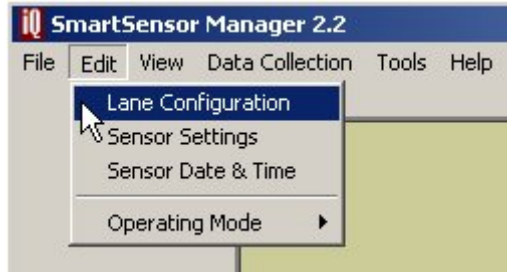 iQ SmartSensor Manager 2.2
File Edit View Data Collection Tools Help
Lane Configuration
Sensor Settings
Sensor Date & Time
Operating Mode